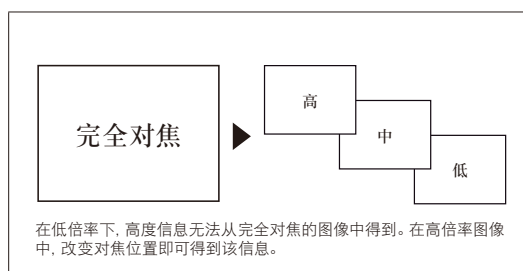 完全对焦
高
中
低
在低倍率下，高度信息无法从完全对焦的图像中得到。在高倍率图像
中，改变对焦位置即可得到该信息。